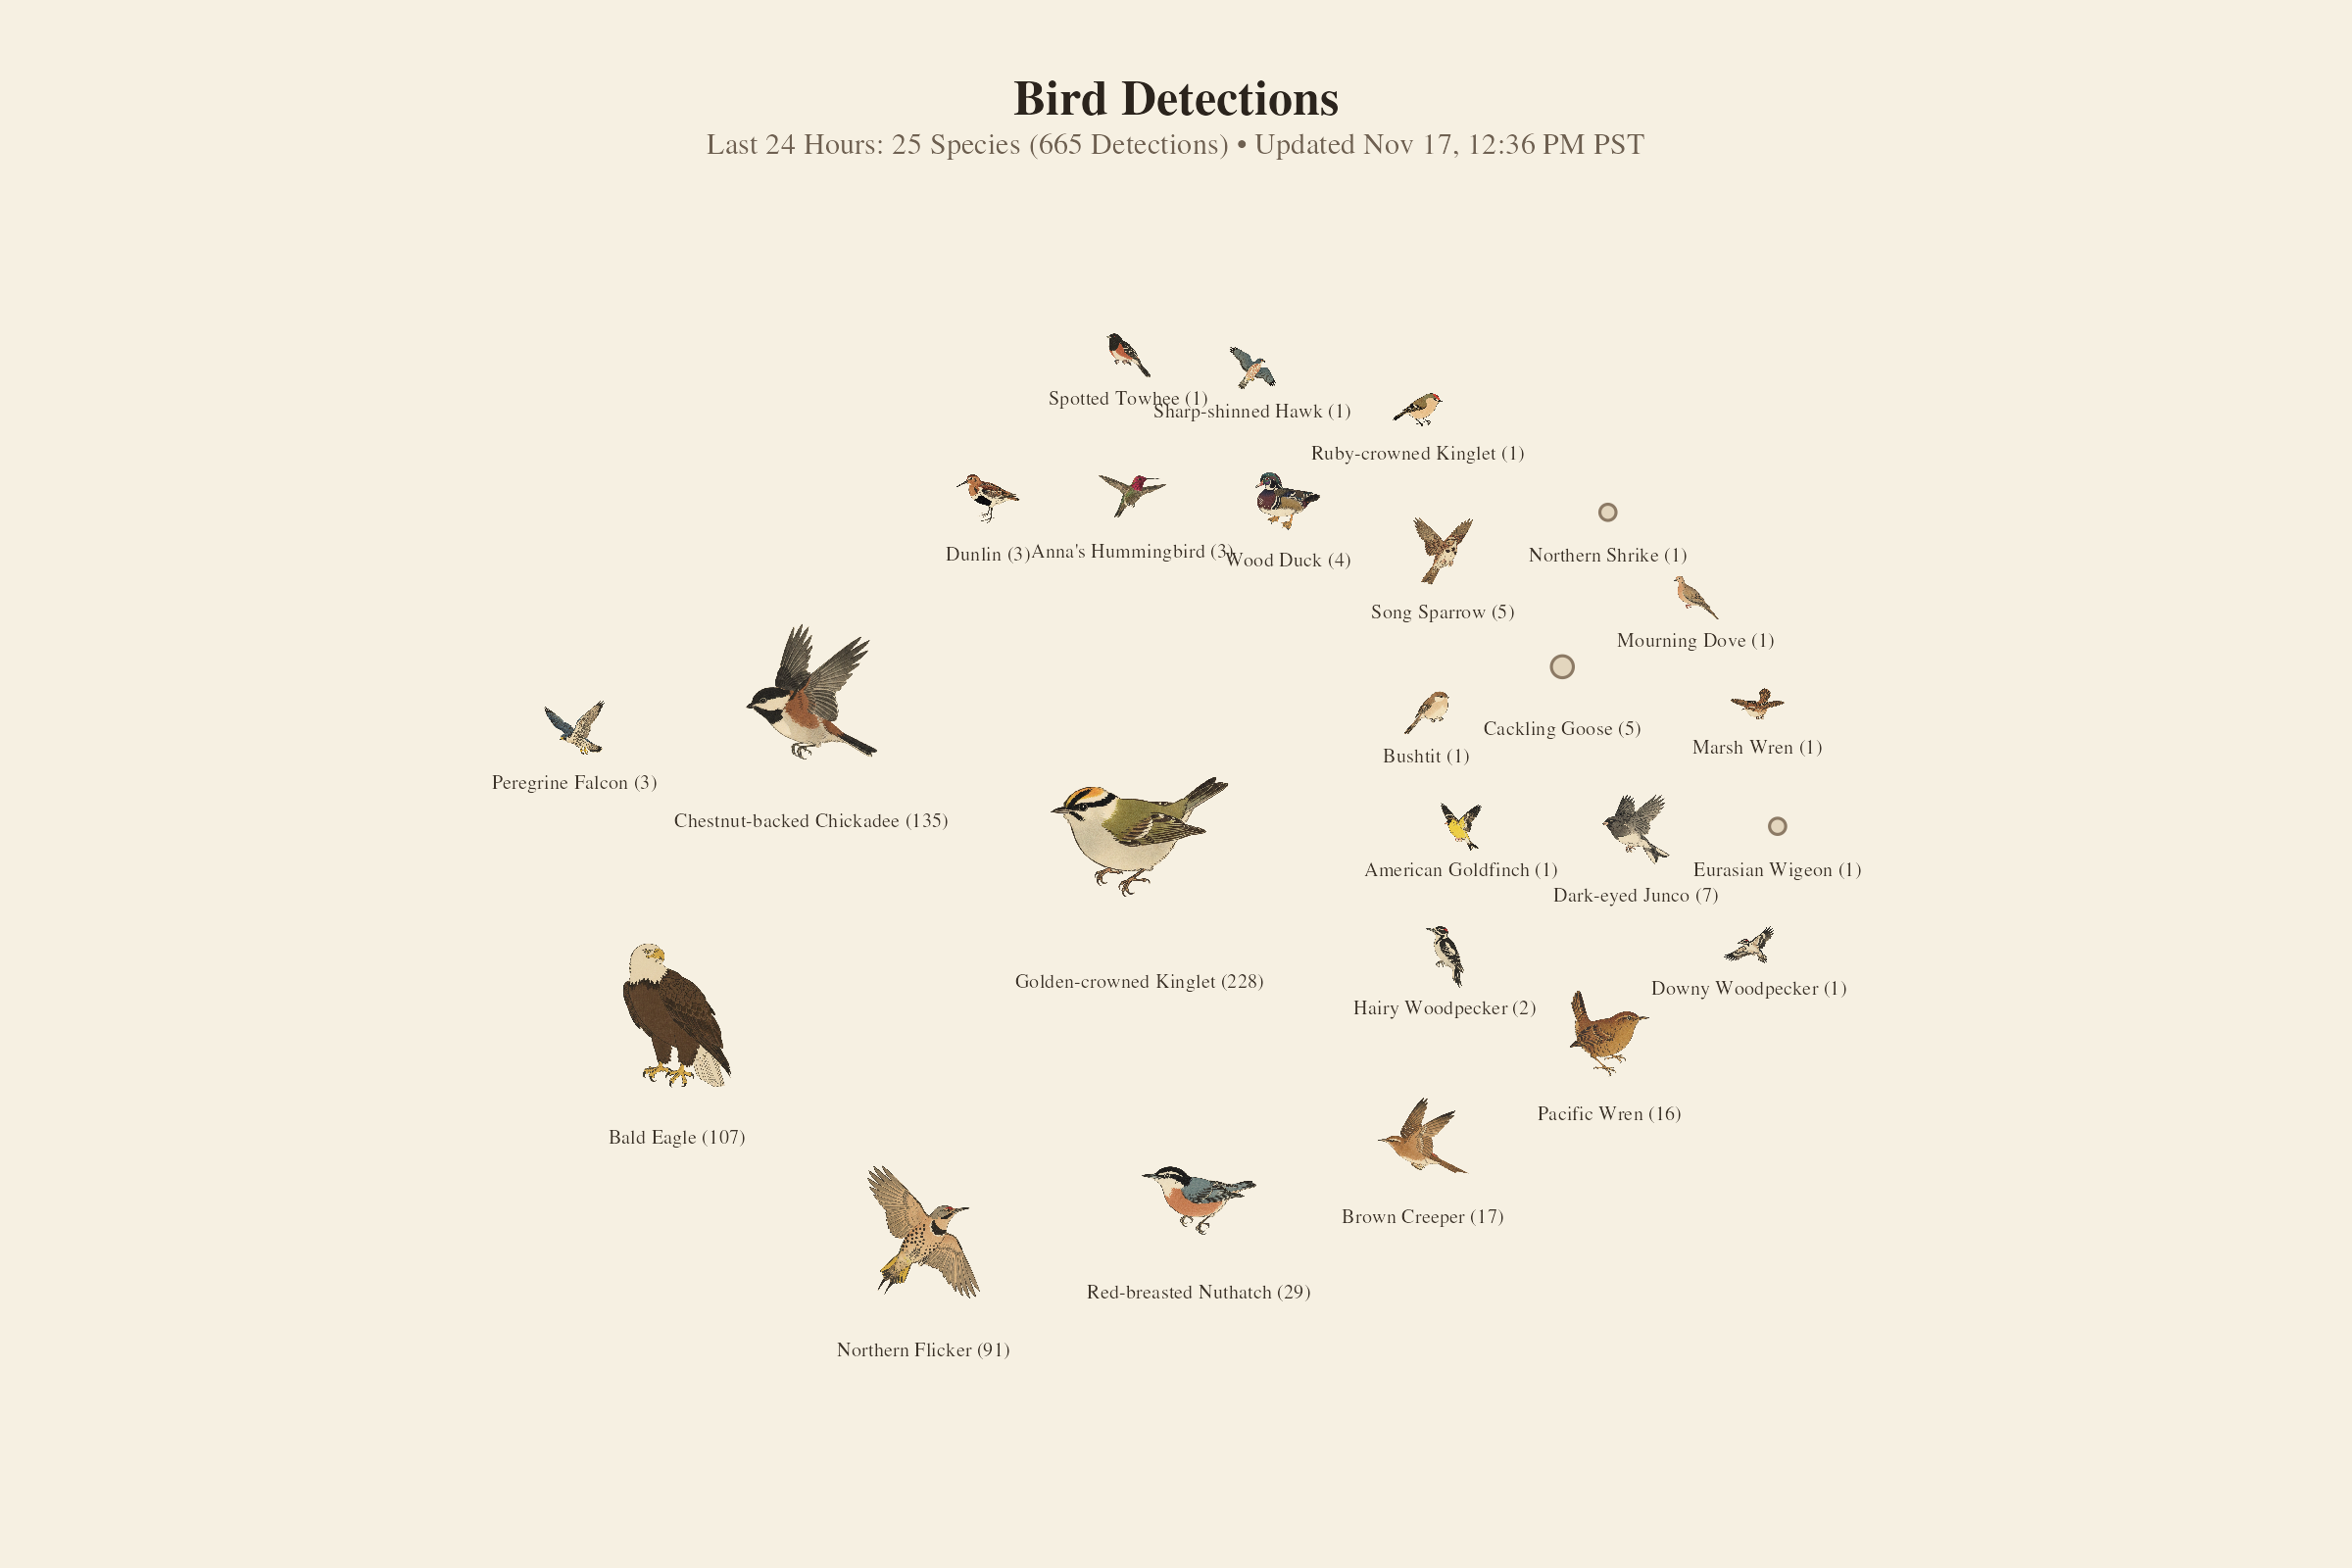 Bird Detections
Last 24 Hours: 25 Species (665 Detections) • Updated Nov 17, 12:36 PM PST
Spotted Towhee (1)
Sharp-shinned Hawk (1)
Ruby-crowned Kinglet (1)
Dunlin (3)
Anna's Hummingbird (3)
Wood Duck (4)
Northern Shrike (1)
Song Sparrow (5)
Mourning Dove (1)
Cackling Goose (5)
Marsh Wren (1)
Bushtit (1)
Peregrine Falcon (3)
Chestnut-backed Chickadee (135)
American Goldfinch (1)
Eurasian Wigeon (1)
Dark-eyed Junco (7)
Golden-crowned Kinglet (228)
Downy Woodpecker (1)
Hairy Woodpecker (2)
Pacific Wren (16)
Bald Eagle (107)
Brown Creeper (17)
Red-breasted Nuthatch (29)
Northern Flicker (91)